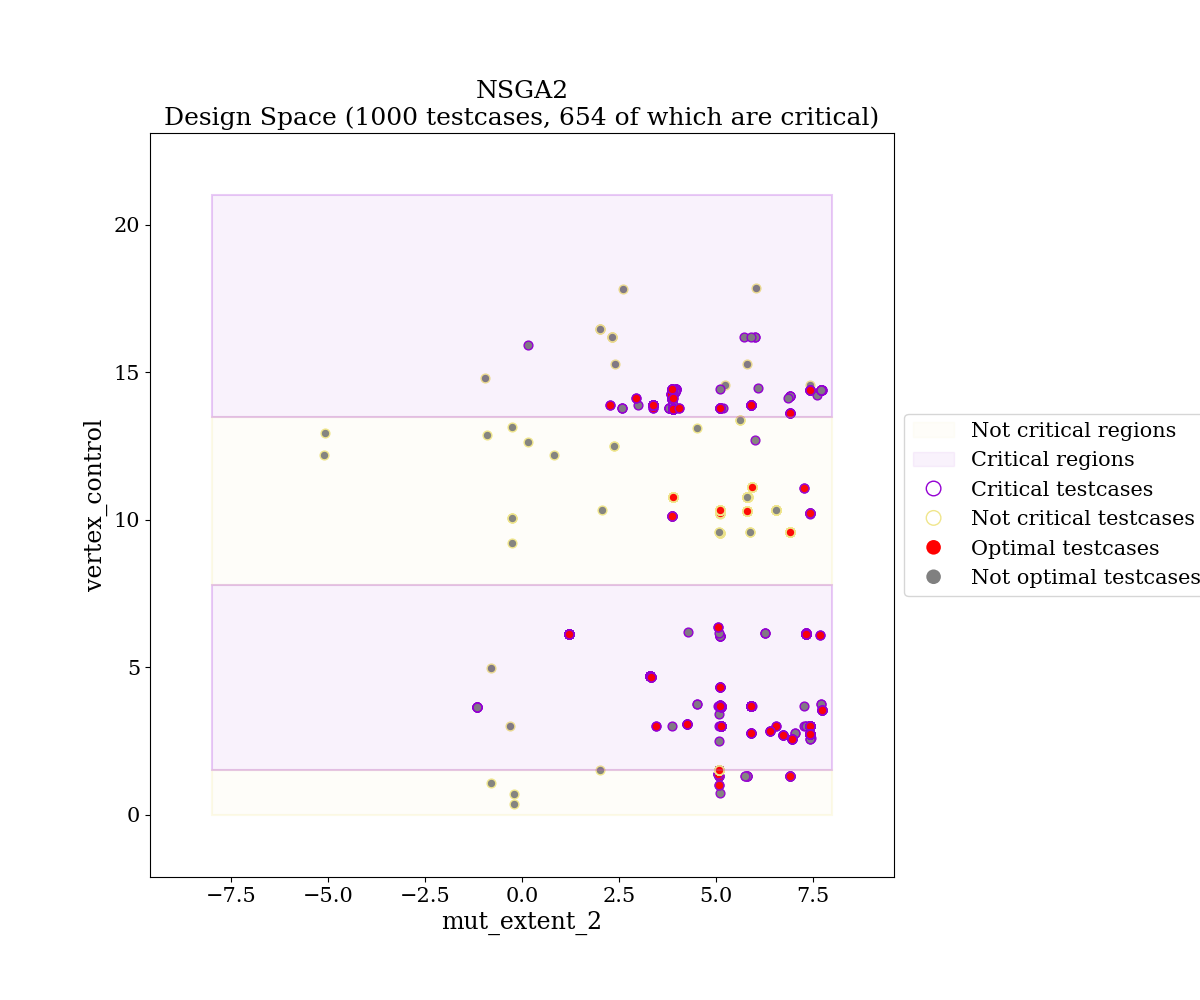 NSGA2
Design Space (1000 testcases, 654 of which are critical)
20
15
10
5
0
vertex_control
−7.5
−5.0
−2.5
0.0
2.5
5.0
7.5
mut_extent_2
Not critical regions
Critical regions
Critical testcases
Not critical testcases
Optimal testcases
Not optimal testcases